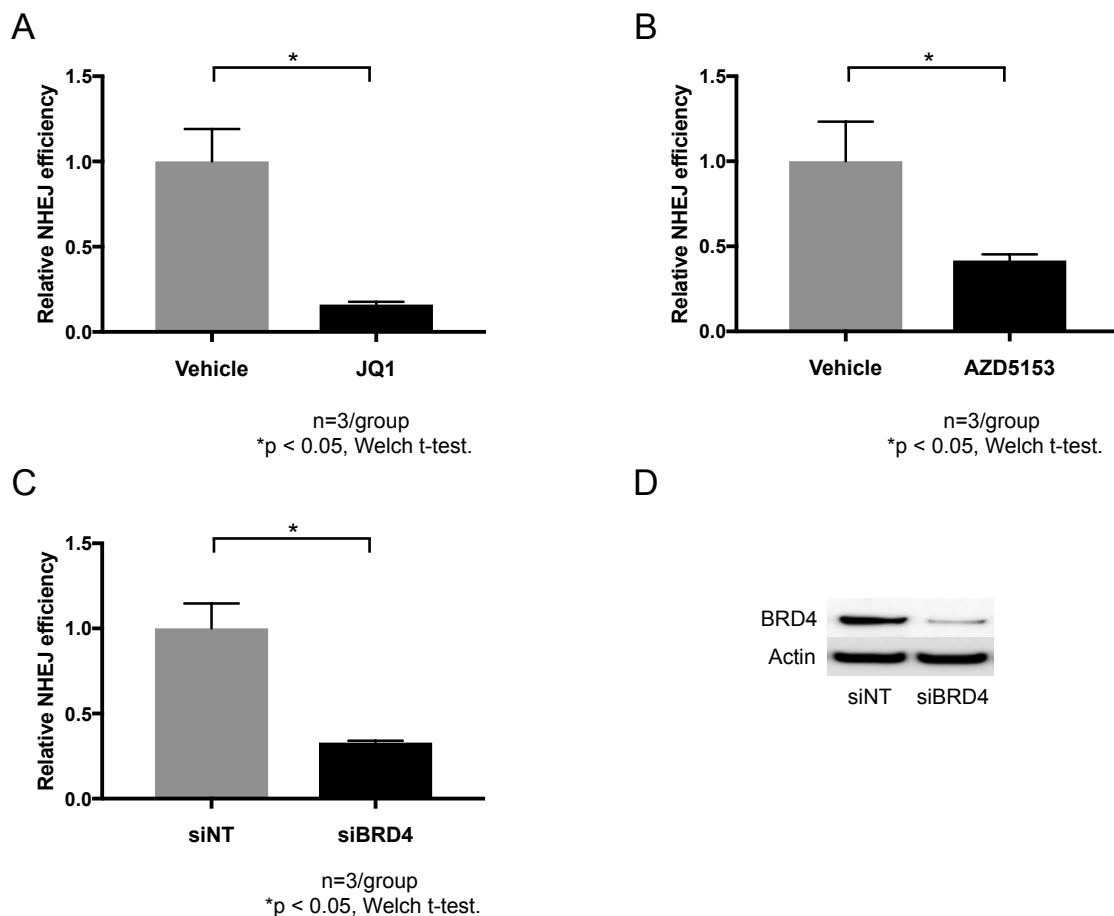 A
*
Relative NHEJ efficiency
1.5
1.0
0.5
0.0
Vehicle
JQ1
n=3/group
*p < 0.05, Welch t-test.
B
*
Relative NHEJ efficiency
1.5
1.0
0.5
0.0
Vehicle
AZD5153
n=3/group
*p < 0.05, Welch t-test.
C
*
Relative NHEJ efficiency
1.5
1.0
0.5
0.0
siNT
siBRD4
n=3/group
*p < 0.05, Welch t-test.
D
BRD4
Actin
siNT
siBRD4